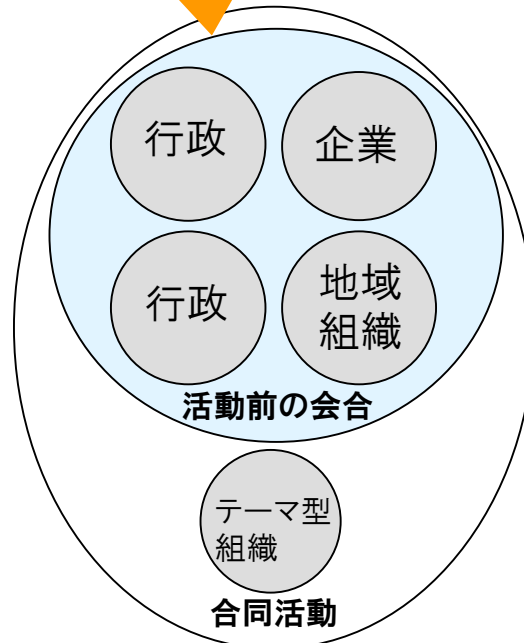 行政
企業
行政
地域
組織
活動前の会合
テーマ型
組織
合同活動